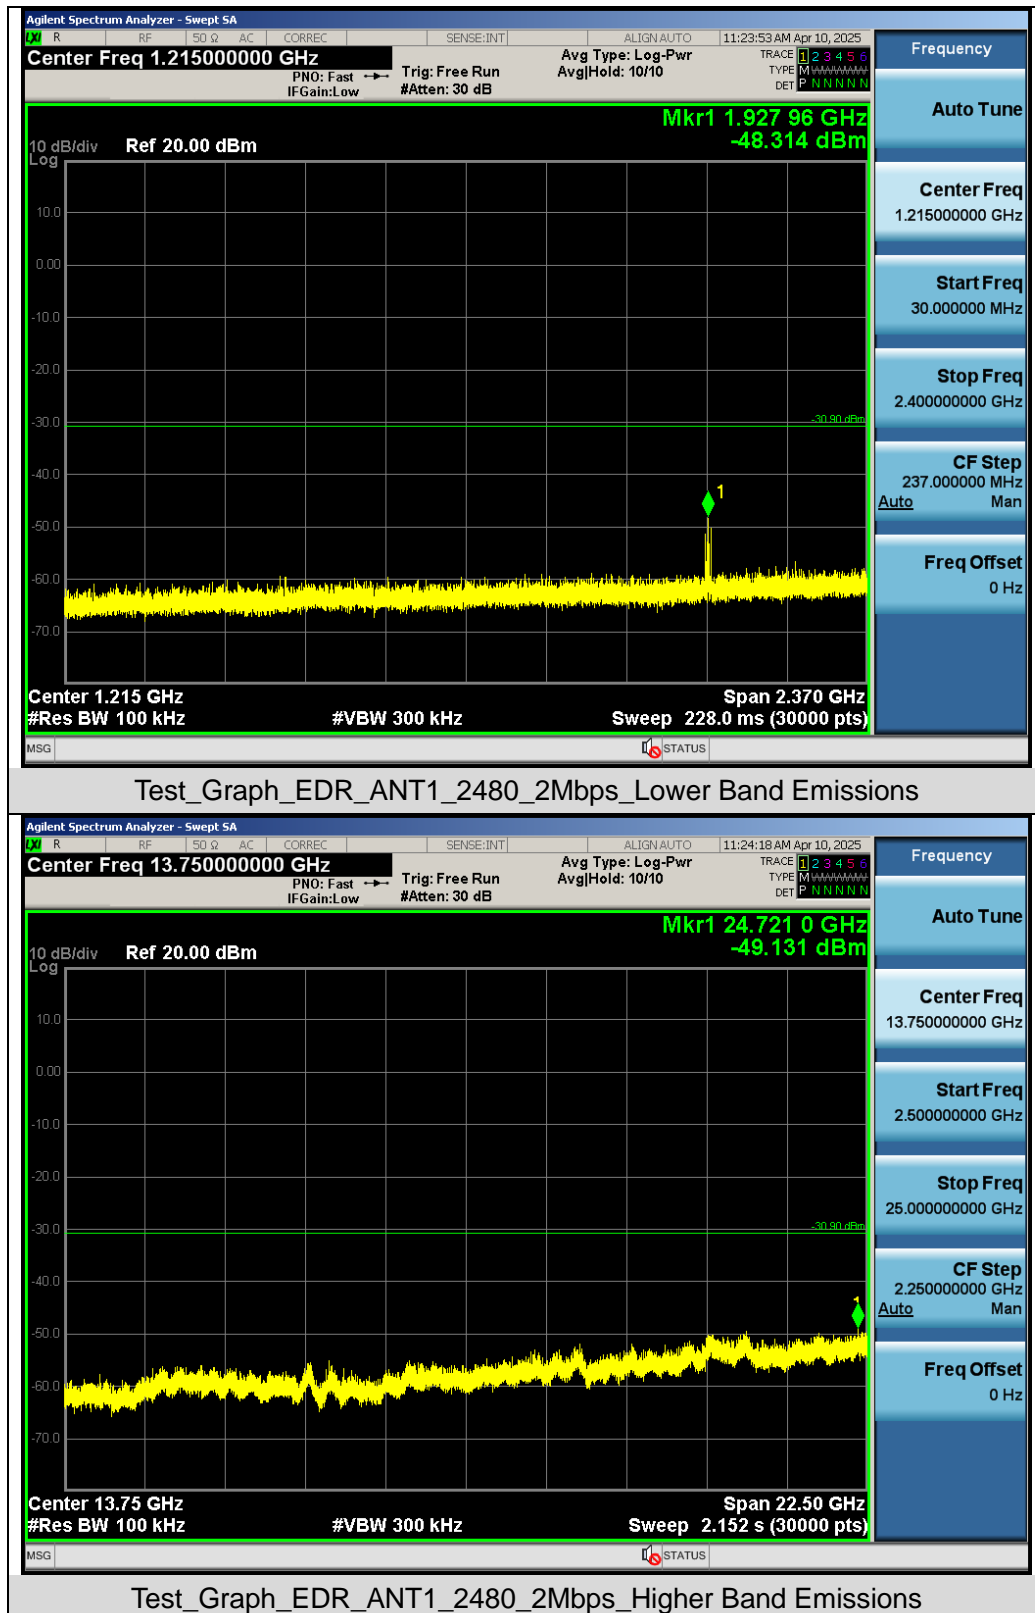 Agilent Spectrum Analyzer - Swept SA
LXI R RF 50 Ω AC CORREC SENSE:INT ALIGN AUTO 11:23:53 AM Apr 10, 2025
Center Freq 1.215000000 GHz
PNO: Fast
IFGain:Low
Trig: Free Run
#Atten: 30 dB
Avg Type: Log-Pwr
Avg|Hold: 10/10
TRACE 1 2 3 4 5 6
TYPE M
DET P N N N N N
Mkr1 1.927 96 GHz
-48.314 dBm
10 dB/div Ref 20.00 dBm
Log
10.0
0.00
-10.0
-20.0
-30.0
-30.90 dBm
-40.0
1
-50.0
-60.0
-70.0
Center 1.215 GHz Span 2.370 GHz
#Res BW 100 kHz #VBW 300 kHz Sweep 228.0 ms (30000 pts)
MSG STATUS
Frequency
Auto Tune
Center Freq
1.215000000 GHz
Start Freq
30.000000 MHz
Stop Freq
2.400000000 GHz
CF Step
237.000000 MHz
Auto Man
Freq Offset
0 Hz
Test_Graph_EDR_ANT1_2480_2Mbps_Lower Band Emissions
Agilent Spectrum Analyzer - Swept SA
LXI R RF 50 Ω AC CORREC SENSE:INT ALIGN AUTO 11:24:18 AM Apr 10, 2025
Center Freq 13.750000000 GHz
PNO: Fast
IFGain:Low
Trig: Free Run
#Atten: 30 dB
Avg Type: Log-Pwr
Avg|Hold: 10/10
TRACE 1 2 3 4 5 6
TYPE M
DET P N N N N N
Mkr1 24.721 0 GHz
-49.131 dBm
10 dB/div Ref 20.00 dBm
Log
10.0
0.00
-10.0
-20.0
-30.0
-30.90 dBm
-40.0
1
-50.0
-60.0
-70.0
Center 13.75 GHz Span 22.50 GHz
#Res BW 100 kHz #VBW 300 kHz Sweep 2.152 s (30000 pts)
MSG STATUS
Frequency
Auto Tune
Center Freq
13.750000000 GHz
Start Freq
2.500000000 GHz
Stop Freq
25.000000000 GHz
CF Step
2.250000000 GHz
Auto Man
Freq Offset
0 Hz
Test_Graph_EDR_ANT1_2480_2Mbps_Higher Band Emissions